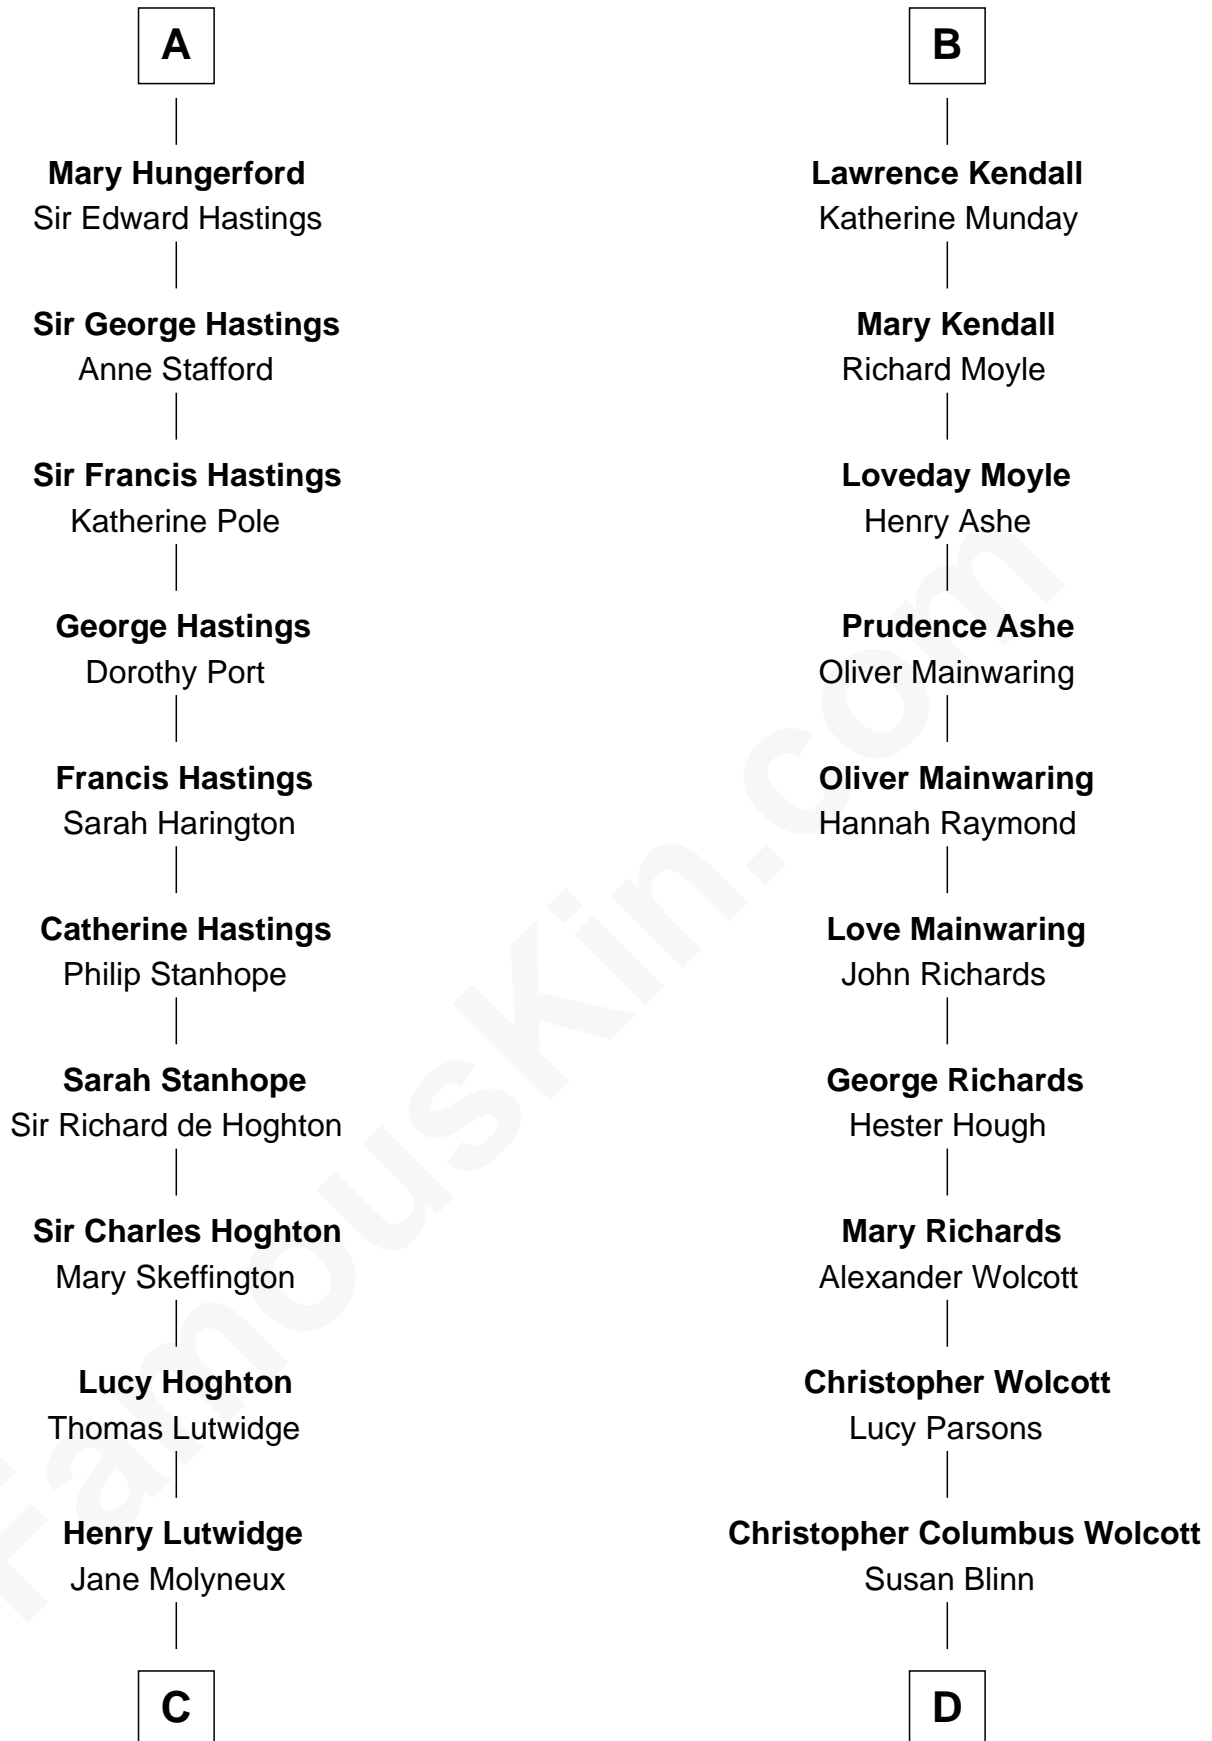 A
Mary Hungerford
Sir Edward Hastings
Sir George Hastings
Anne Stafford
Sir Francis Hastings
Katherine Pole
George Hastings
Dorothy Port
Francis Hastings
Sarah Harington
Catherine Hastings
Philip Stanhope
Sarah Stanhope
Sir Richard de Hoghton
Sir Charles Hoghton
Mary Skeffington
Lucy Hoghton
Thomas Lutwidge
Henry Lutwidge
Jane Molyneux
C
B
Lawrence Kendall
Katherine Munday
Mary Kendall
Richard Moyle
Loveday Moyle
Henry Ashe
Prudence Ashe
Oliver Mainwaring
Oliver Mainwaring
Hannah Raymond
Love Mainwaring
John Richards
George Richards
Hester Hough
Mary Richards
Alexander Wolcott
Christopher Wolcott
Lucy Parsons
Christopher Columbus Wolcott
Susan Blinn
D
FamousKin.com